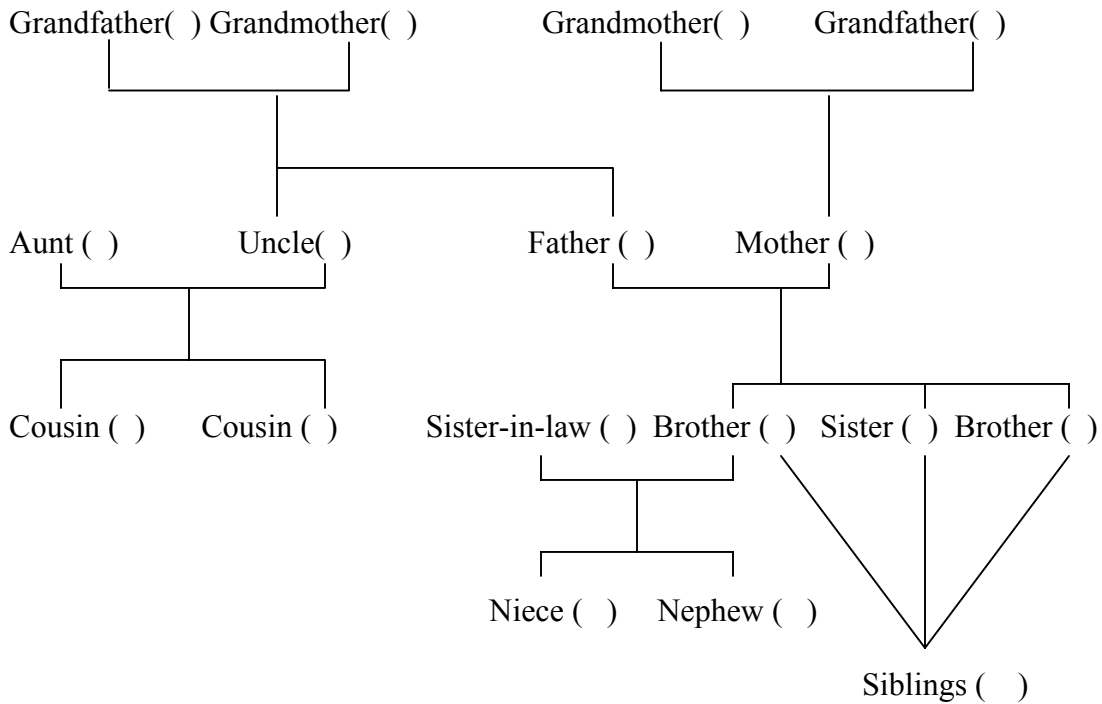 Grandfather( ) Grandmother( ) Grandmother( ) Grandfather( )
Aunt ( ) Uncle( ) Father ( ) Mother ( )
Cousin ( ) Cousin ( ) Sister-in-law ( ) Brother ( ) Sister ( ) Brother ( )
Niece ( ) Nephew ( )
Siblings ( )